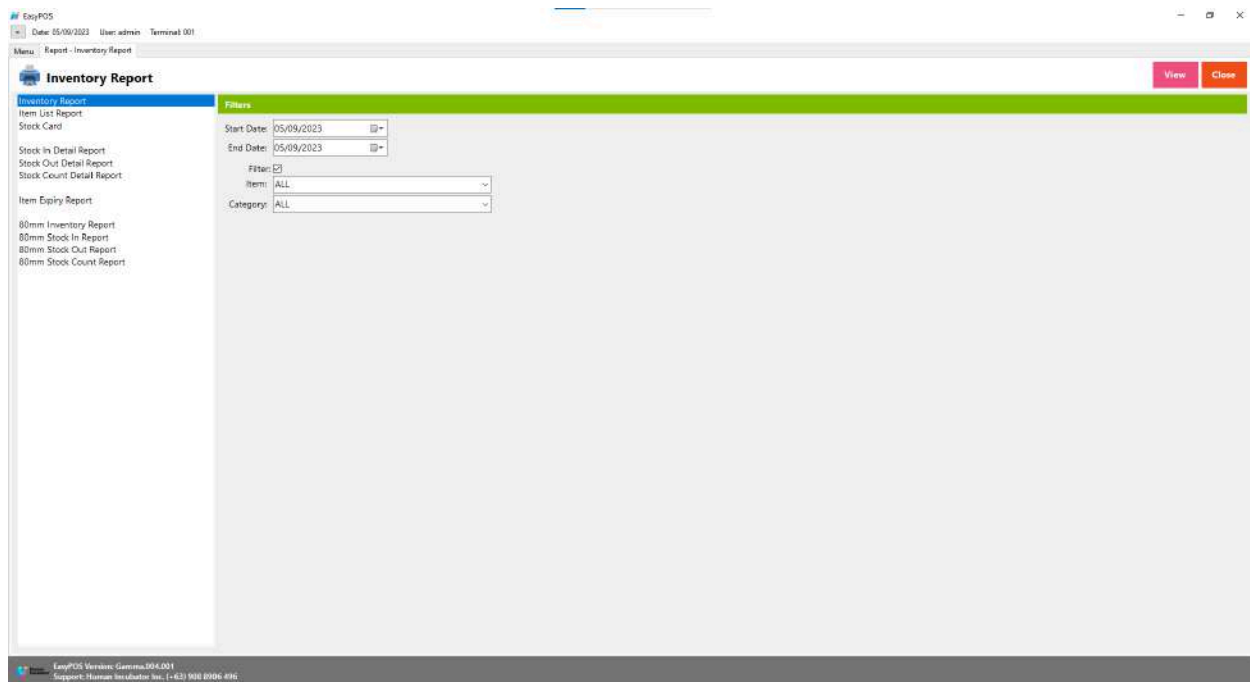 EasyPOS
Date: 05/09/2023 User: admin Terminal: 001
Menu Report - Inventory Report
Inventory Report
View Close
Inventory Report
Item List Report
Stock Card
Stock In Detail Report
Stock Out Detail Report
Stock Count Detail Report
Item Expiry Report
80mm Inventory Report
80mm Stock In Report
80mm Stock Out Report
80mm Stock Count Report
Filters
Start Date: 05/09/2023
End Date: 05/09/2023
Filter:
Item: ALL
Category: ALL
EasyPOS Version: Gamma.004.001
Support: Human Incubator Inc. (+63) 908 8906 496